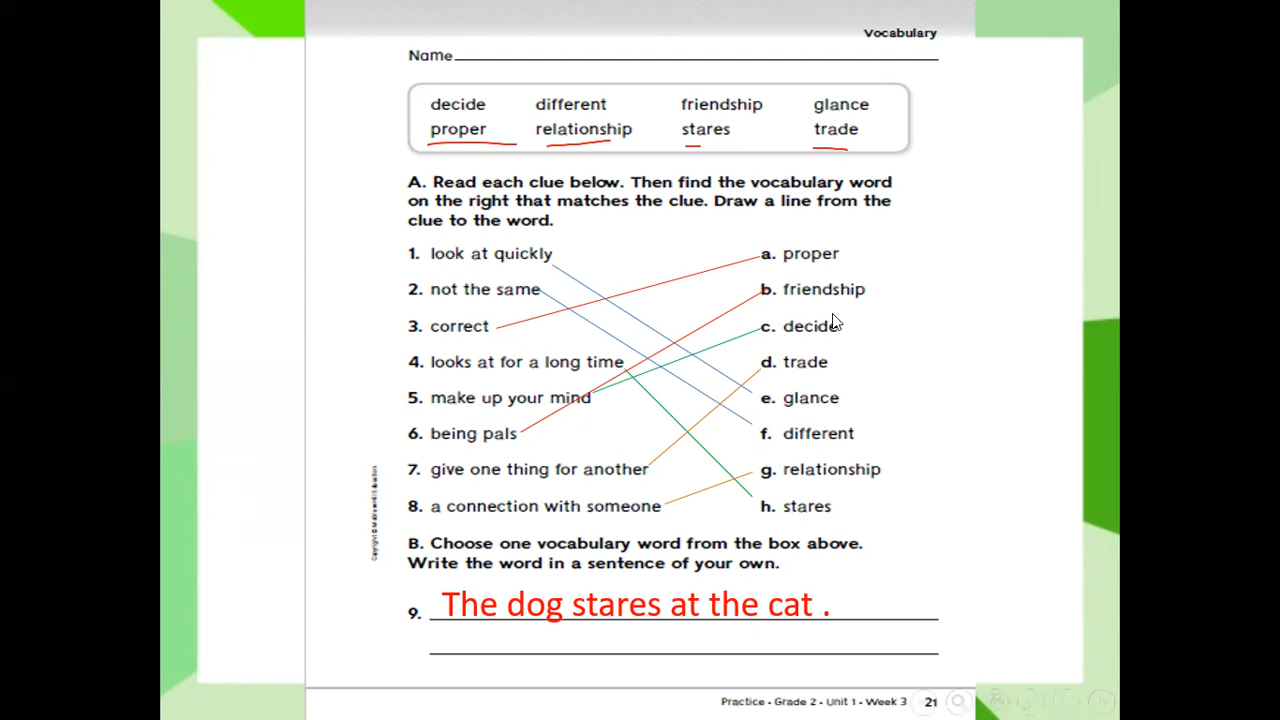 Vocabulary
Name
decide different friendship glance
proper relationship stares trade
A. Read each clue below. Then find the vocabulary word
on the right that matches the clue. Draw a line from the
clue to the word.
1. look at quickly a. proper
2. not the same b. friendship
3. correct c. decide
4. looks at for a long time d. trade
5. make up your mind e. glance
6. being pals f. different
7. give one thing for another g. relationship
8. a connection with someone h. stares
B. Choose one vocabulary word from the box above.
Write the word in a sentence of your own.
9. The dog stares at the cat .
Copyright © McGraw-Hill Education
Practice • Grade 2 • Unit 1 • Week 3 21